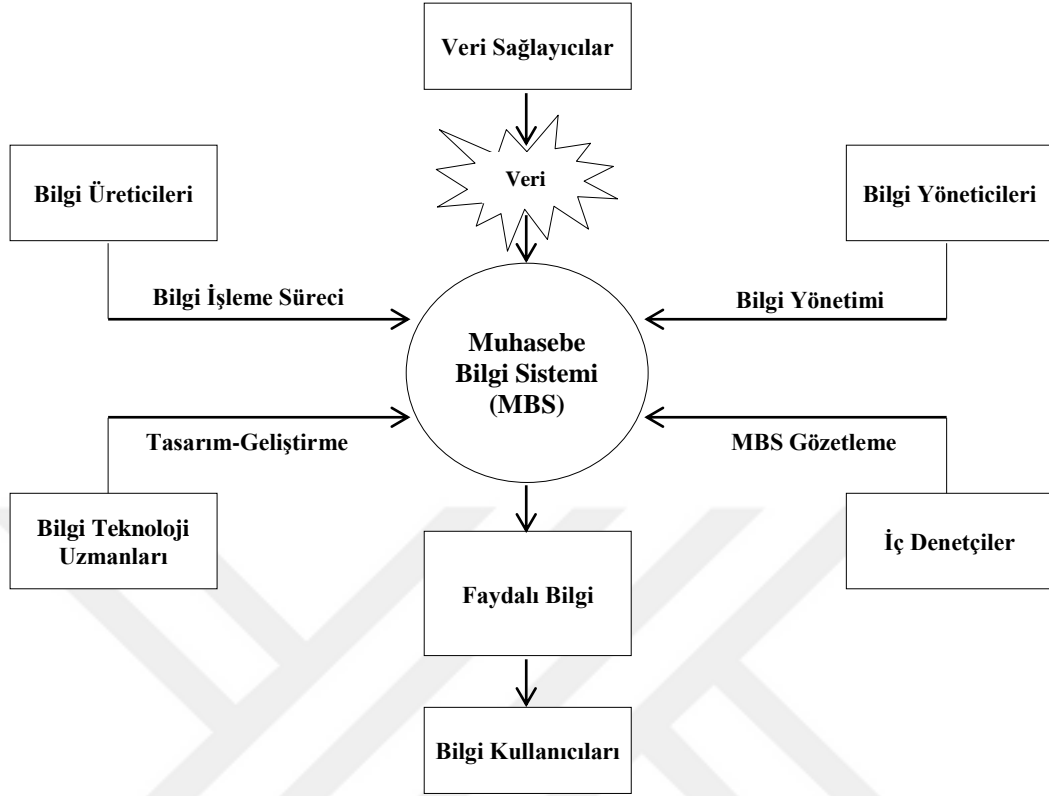 Veri Sağlayıcılar
Veri
Bilgi Üreticileri
Bilgi Yöneticileri
Bilgi İşleme Süreci
Bilgi Yönetimi
Muhasebe
Bilgi Sistemi
(MBS)
Tasarım-Geliştirme
MBS Gözetleme
Bilgi Teknoloji
Uzmanları
İç Denetçiler
Faydalı Bilgi
Bilgi Kullanıcıları